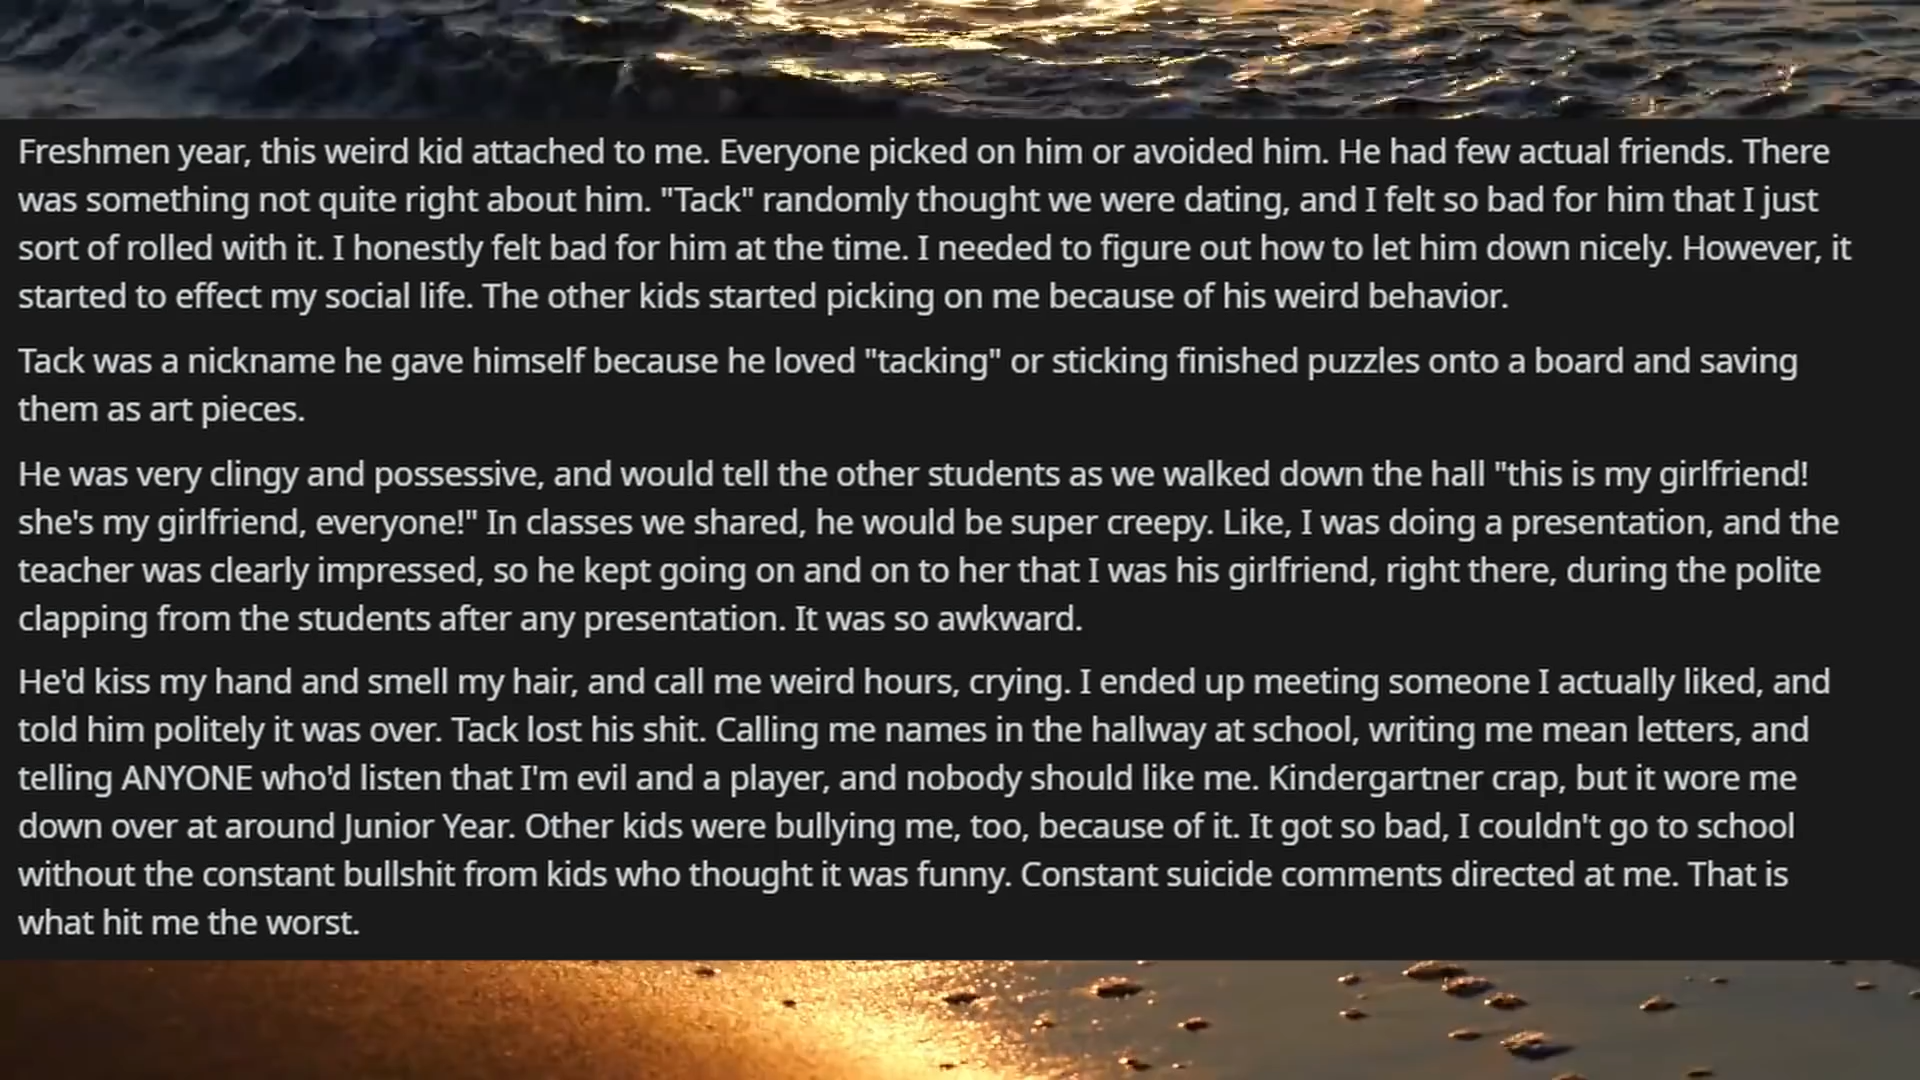 Freshmen year, this weird kid attached to me. Everyone picked on him or avoided him. He had few actual friends. There
was something not quite right about him. "Tack" randomly thought we were dating, and I felt so bad for him that I just
sort of rolled with it. I honestly felt bad for him at the time. I needed to figure out how to let him down nicely. However, it
started to effect my social life. The other kids started picking on me because of his weird behavior.
Tack was a nickname he gave himself because he loved "tacking" or sticking finished puzzles onto a board and saving
them as art pieces.
He was very clingy and possessive, and would tell the other students as we walked down the hall "this is my girlfriend!
she's my girlfriend, everyone!" In classes we shared, he would be super creepy. Like, I was doing a presentation, and the
teacher was clearly impressed, so he kept going on and on to her that I was his girlfriend, right there, during the polite
clapping from the students after any presentation. It was so awkward.
He'd kiss my hand and smell my hair, and call me weird hours, crying. I ended up meeting someone I actually liked, and
told him politely it was over. Tack lost his shit. Calling me names in the hallway at school, writing me mean letters, and
telling ANYONE who'd listen that I'm evil and a player, and nobody should like me. Kindergartner crap, but it wore me
down over at around Junior Year. Other kids were bullying me, too, because of it. It got so bad, I couldn't go to school
without the constant bullshit from kids who thought it was funny. Constant suicide comments directed at me. That is
what hit me the worst.